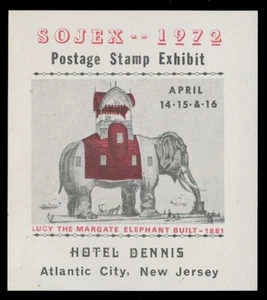 SOJEX -- 1972
Postage Stamp Exhibit
APRIL
14·15·&·16
LUCY THE MARGATE ELEPHANT BUILT - 1881
HOTEL DENNIS
Atlantic City, New Jersey